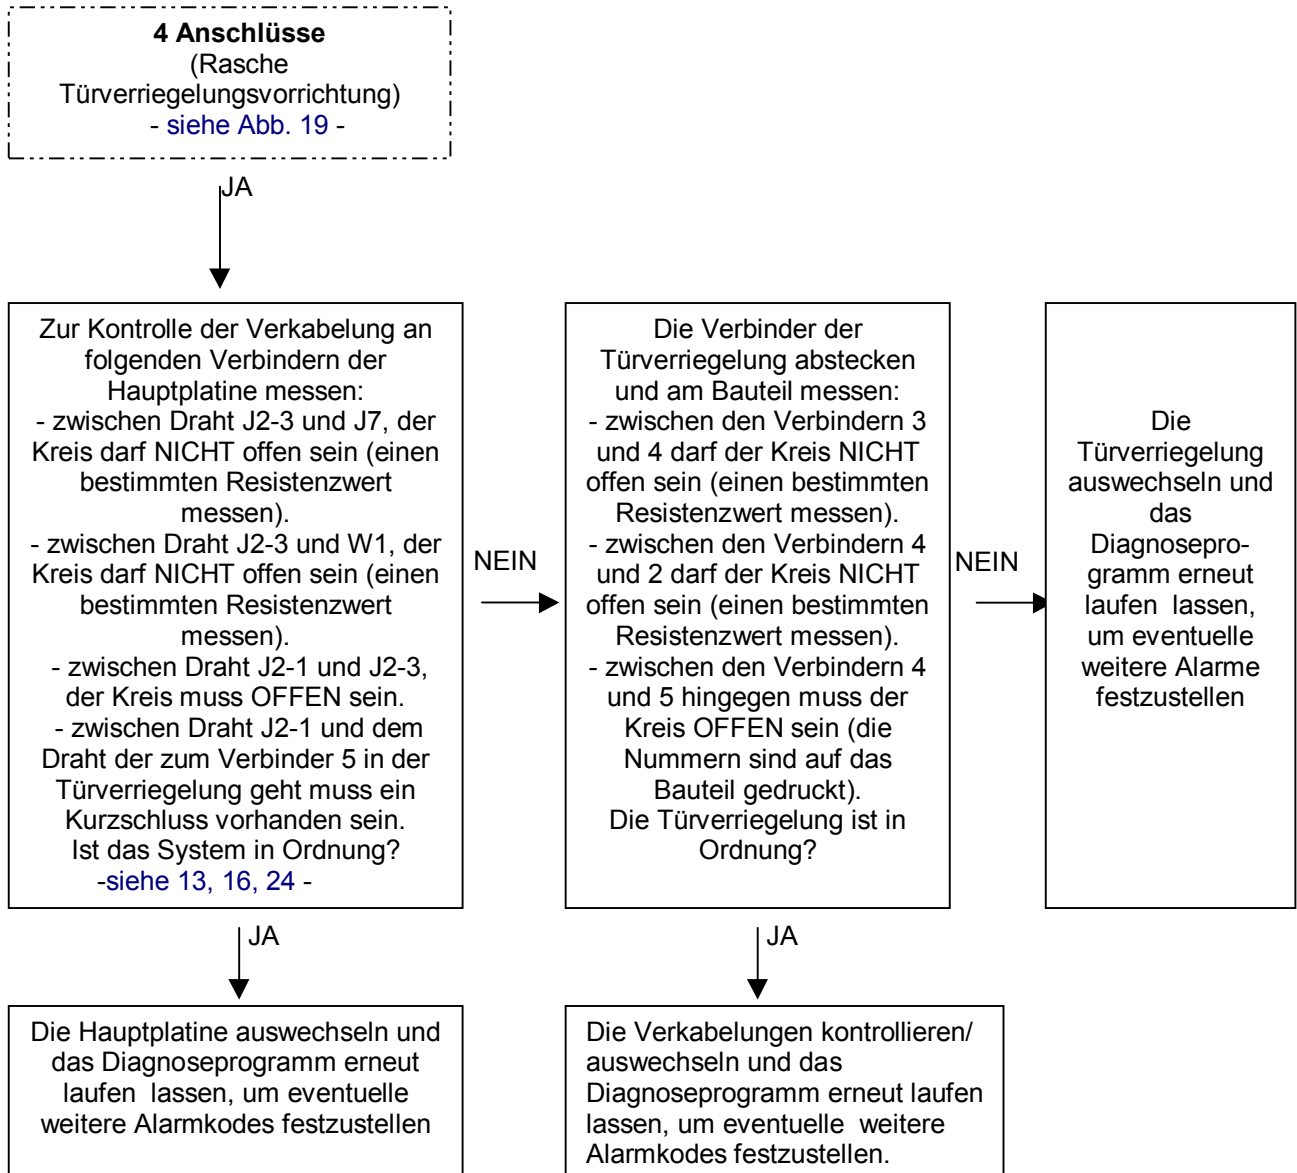 4 Anschlüsse
(Rasche
Türverriegelungsvorrichtung)
- siehe Abb. 19 -
JA
Zur Kontrolle der Verkabelung an
folgenden Verbindern der
Hauptplatine messen:
- zwischen Draht J2-3 und J7, der
Kreis darf NICHT offen sein (einen
bestimmten Resistenzwert
messen).
- zwischen Draht J2-3 und W1, der
Kreis darf NICHT offen sein (einen
bestimmten Resistenzwert
messen).
- zwischen Draht J2-1 und J2-3,
der Kreis muss OFFEN sein.
- zwischen Draht J2-1 und dem
Draht der zum Verbinder 5 in der
Türverriegelung geht muss ein
Kurzschluss vorhanden sein.
Ist das System in Ordnung?
-siehe 13, 16, 24 -
NEIN
Die Verbinder der
Türverriegelung abstecken
und am Bauteil messen:
- zwischen den Verbindern 3
und 4 darf der Kreis NICHT
offen sein (einen bestimmten
Resistenzwert messen).
- zwischen den Verbindern 4
und 2 darf der Kreis NICHT
offen sein (einen bestimmten
Resistenzwert messen).
- zwischen den Verbindern 4
und 5 hingegen muss der
Kreis OFFEN sein (die
Nummern sind auf das
Bauteil gedruckt).
Die Türverriegelung ist in
Ordnung?
NEIN
Die
Türverriegelung
auswechseln und
das
Diagnosepro-
gramm erneut
laufen lassen,
um eventuelle
weitere Alarme
festzustellen
JA
Die Hauptplatine auswechseln und
das Diagnoseprogramm erneut
laufen lassen, um eventuelle
weitere Alarmkodes festzustellen
JA
Die Verkabelungen kontrollieren/
auswechseln und das
Diagnoseprogramm erneut laufen
lassen, um eventuelle weitere
Alarmkodes festzustellen.